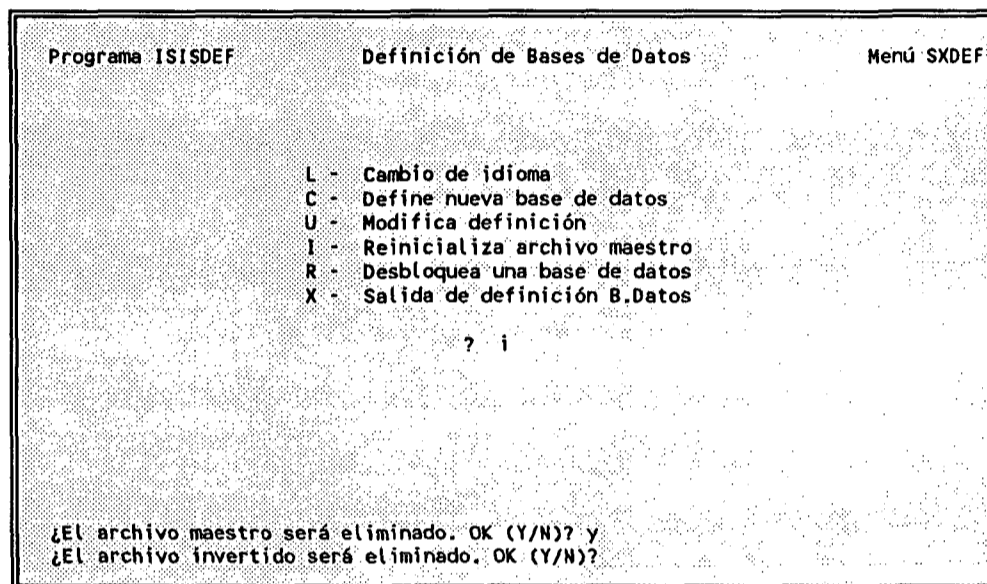 Programa ISISDEF Definición de Bases de Datos Menú SXDEF
L - Cambio de idioma
C - Define nueva base de datos
U - Modifica definición
I - Reinicializa archivo maestro
R - Desbloquea una base de datos
X - Salida de definición B.Datos
? i
¿El archivo maestro será eliminado. OK (Y/N)? y
¿El archivo invertido será eliminado. OK (Y/N)?